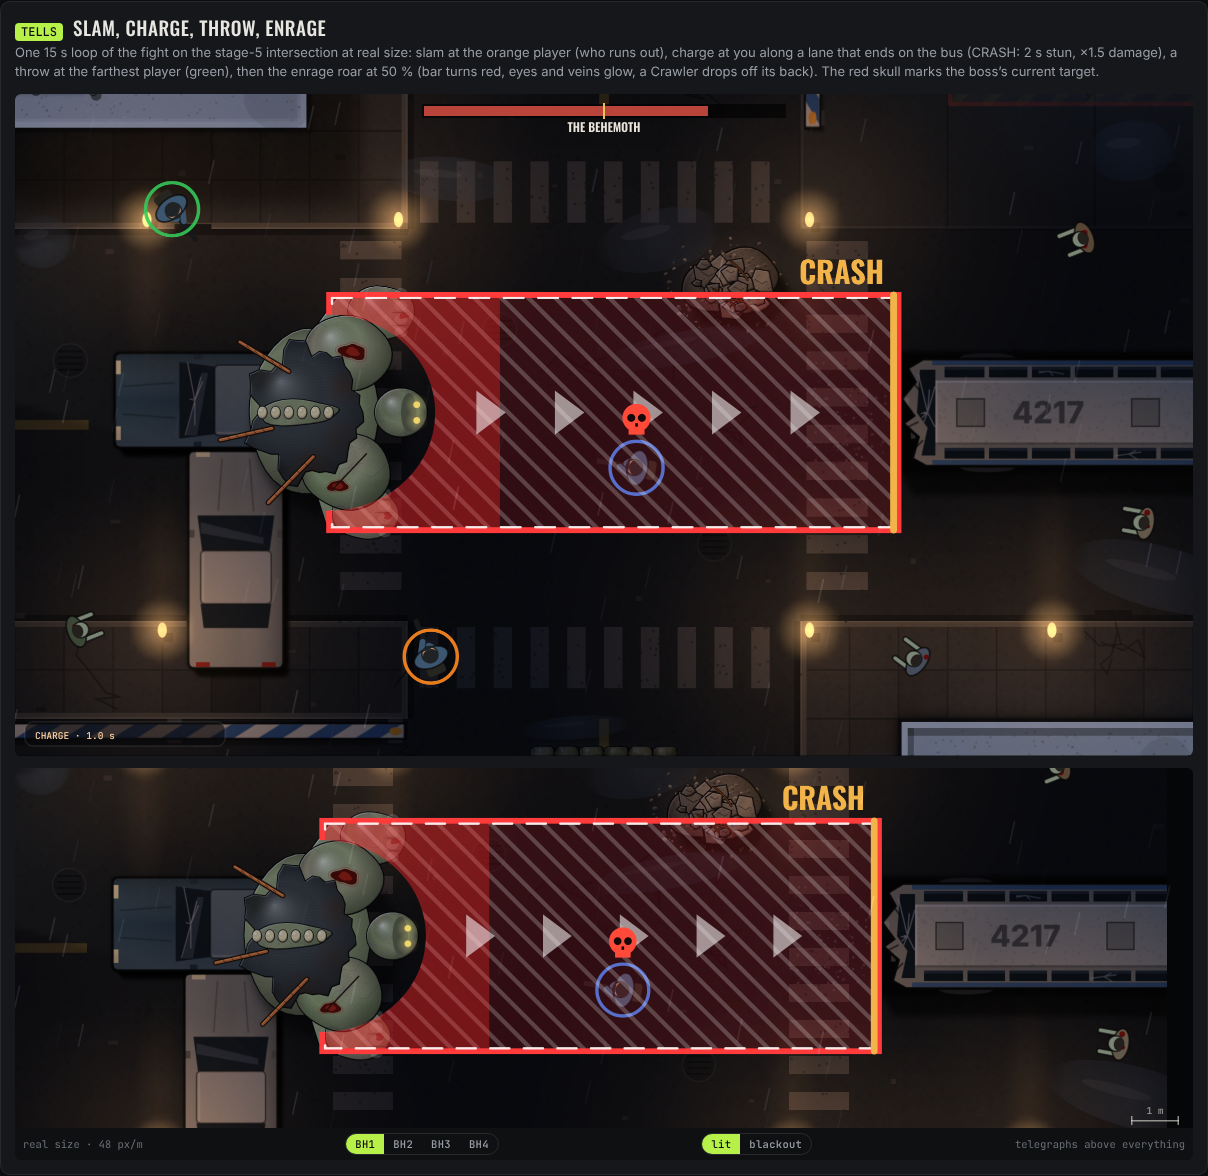 TELLS SLAM, CHARGE, THROW, ENRAGE
One 15 s loop of the fight on the stage-5 intersection at real size: slam at the orange player (who runs out), charge at you along a lane that ends on the bus (CRASH: 2 s stun, ×1.5 damage), a
throw at the farthest player (green), then the enrage roar at 50 % (bar turns red, eyes and veins glow, a Crawler drops off its back). The red skull marks the boss’s current target.
THE BEHEMOTH
CRASH
4217
CHARGE · 1.0 s
CRASH
4217
1 m
real size · 48 px/m BH1 BH2 BH3 BH4 lit blackout telegraphs above everything